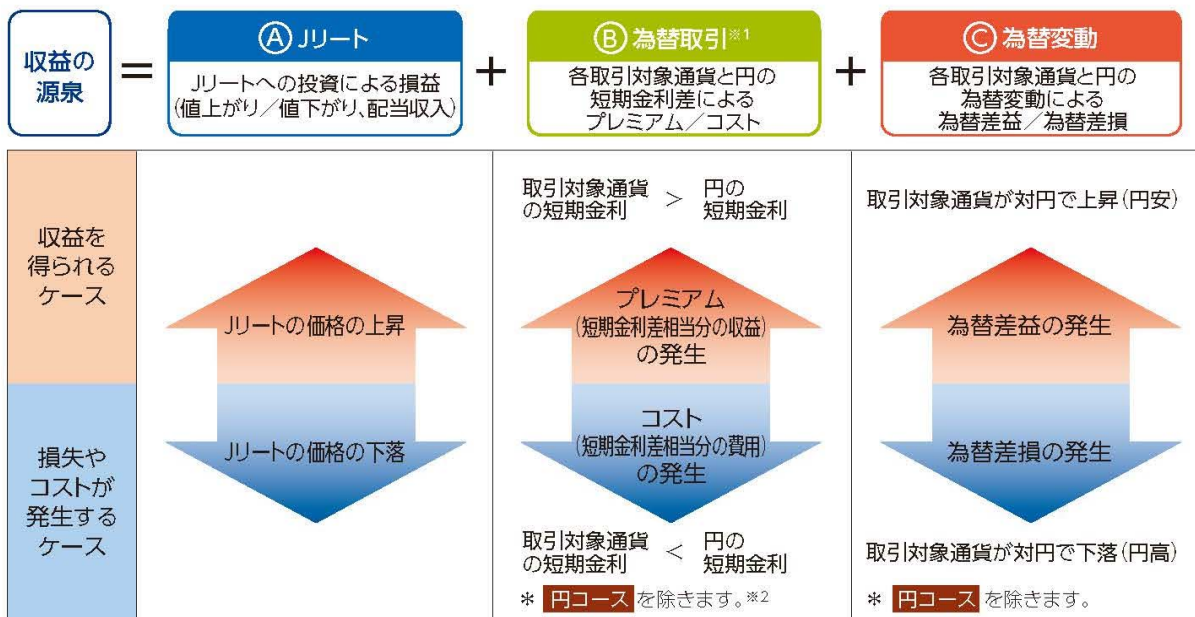 収益の
源泉
=
Ⓐ Jリート
Jリートへの投資による損益
(値上がり/値下がり、配当収入)
+
Ⓑ 為替取引※1
各取引対象通貨と円の
短期金利差による
プレミアム/コスト
+
Ⓒ 為替変動
各取引対象通貨と円の
為替変動による
為替差益/為替差損
収益を
得られる
ケース
Jリートの価格の上昇
取引対象通貨
の短期金利
>
円の
短期金利
プレミアム
(短期金利差相当分の収益)
の発生
取引対象通貨が対円で上昇(円安)
為替差益の発生
損失や
コストが
発生する
ケース
Jリートの価格の下落
コスト
(短期金利差相当分の費用)
の発生
取引対象通貨
の短期金利
<
円の
短期金利
* 円コース を除きます。※2
為替差損の発生
取引対象通貨が対円で下落(円高)
* 円コース を除きます。